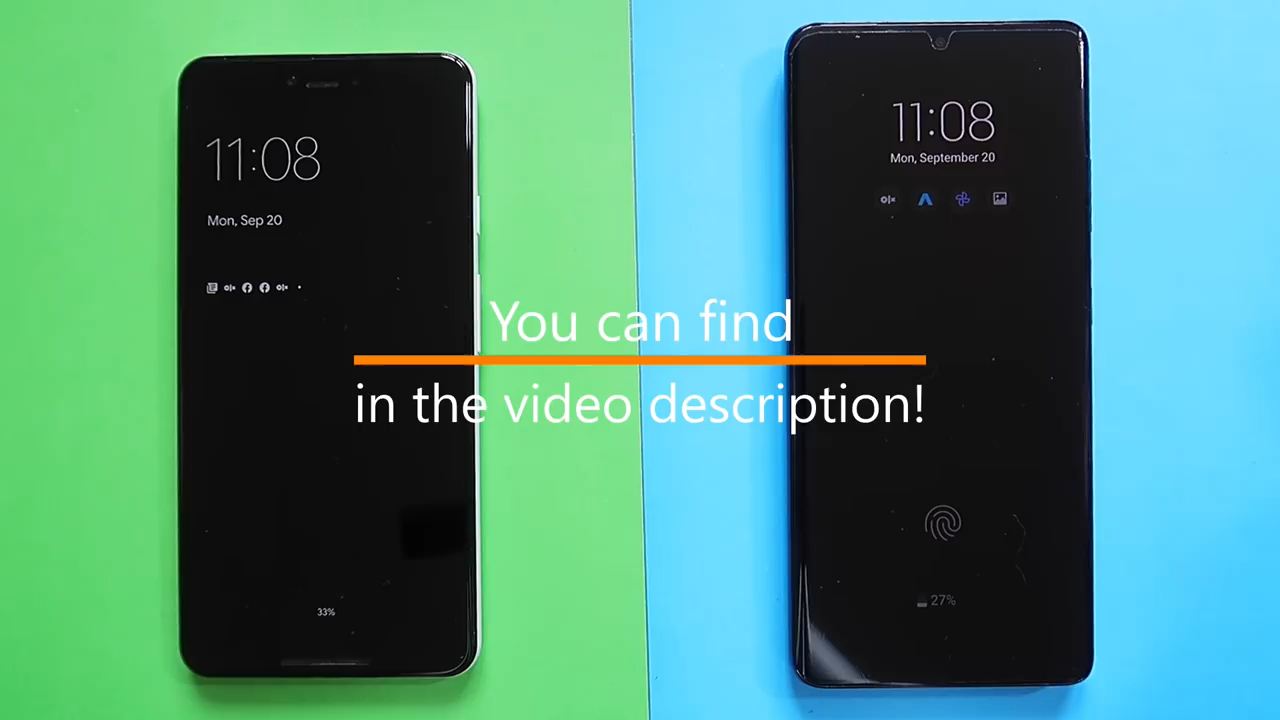 11:08
Mon, Sep 20
33%
11:08
Mon, September 20
27%
You can find
in the video description!